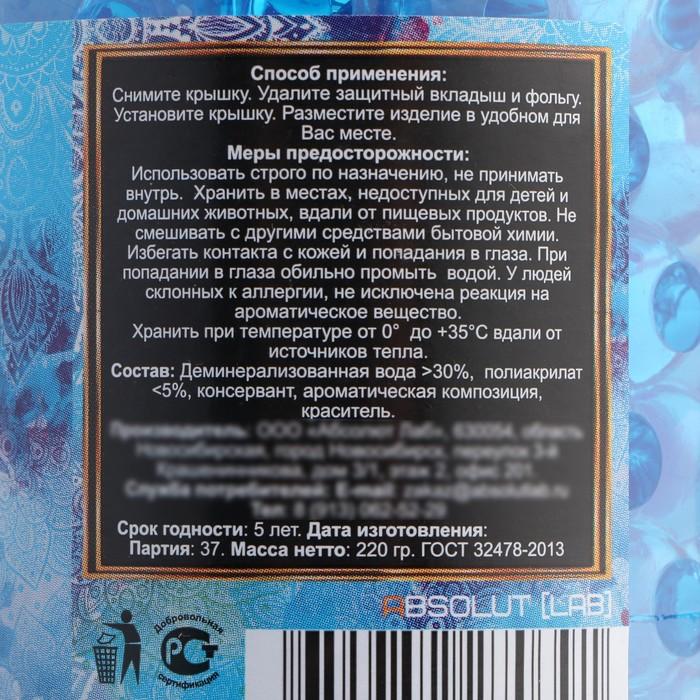 Способ применения:
Снимите крышку. Удалите защитный вкладыш и фольгу.
Установите крышку. Разместите изделие в удобном для
Вас месте.
Меры предосторожности:
Использовать строго по назначению, не принимать
внутрь. Хранить в местах, недоступных для детей и
домашних животных, вдали от пищевых продуктов. Не
смешивать с другими средствами бытовой химии.
Избегать контакта с кожей и попадания в глаза. При
попадании в глаза обильно промыть водой. У людей
склонных к аллергии, не исключена реакция на
ароматическое вещество.
Хранить при температуре от 0° до +35°С вдали от
источников тепла.
Состав: Деминерализованная вода >30%, полиакрилат
<5%, консервант, ароматическая композиция,
краситель.
Срок годности: 5 лет. Дата изготовления:
Партия: 37. Масса нетто: 220 гр. ГОСТ 32478-2013
ABSOLUT [LAB]
Добровольная
РСТ
сертификация